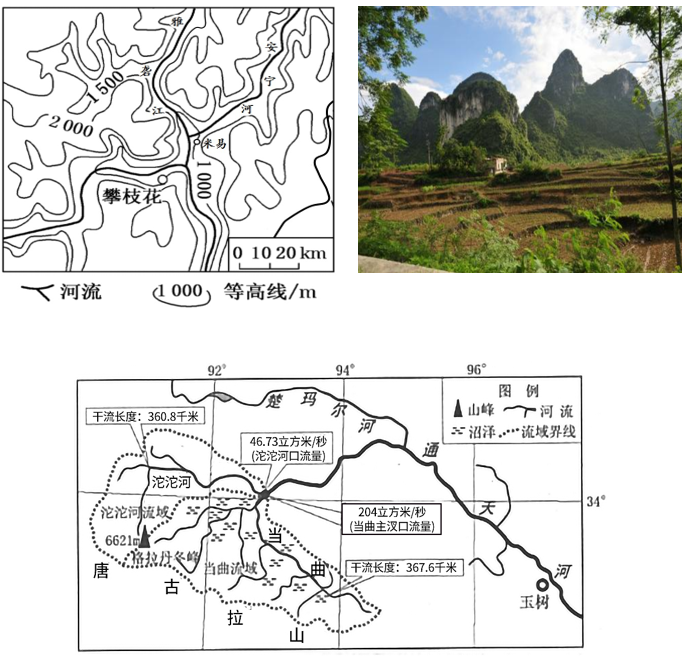 雅
砻
江
安
宁
河
1 500
2 000
米易
1 000
攀枝花
0 10 20 km
河流
1 000 等高线/m
92° 94° 96°
图 例
山峰 河流
沼泽 流域界线
楚玛尔河
干流长度：360.8千米
46.73立方米/秒
(沱沱河口流量)
通
天
河
沱沱河
34°
204立方米/秒
(当曲主汊口流量)
沱沱河流域
6621m
格拉丹冬峰
当曲流域
当
曲
干流长度：367.6千米
唐
古
拉
山
玉树